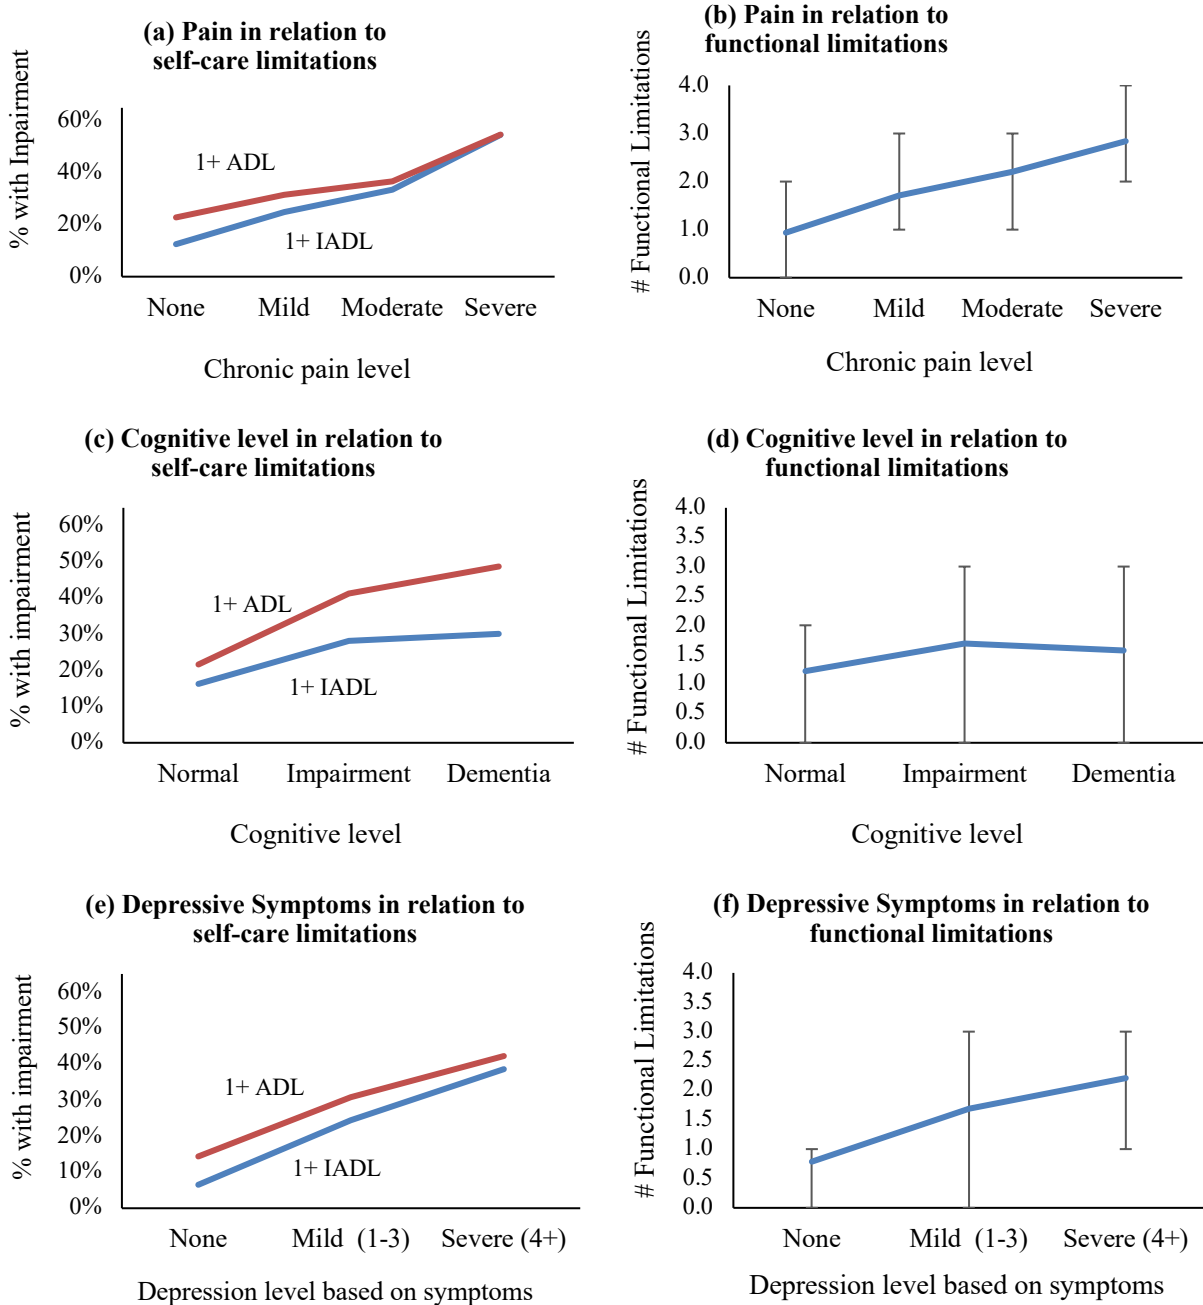 (a) Pain in relation to
self-care limitations
% with Inpairment
60%
40%
20%
0%
1+ ADL
1+ IADL
None Mild Moderate Severe
Chronic pain level
(b) Pain in relation to
functional limitations
# Functional Limitations
4.0
3.0
2.0
1.0
0.0
None Mild Moderate Severe
Chronic pain level
(c) Cognitive level in relation to
self-care limitations
% with impairment
60%
50%
40%
30%
20%
10%
0%
1+ ADL
1+ IADL
Normal Impairment Dementia
Cognitive level
(d) Cognitive level in relation to
functional limitations
# Functional Limitations
4.0
3.5
3.0
2.5
2.0
1.5
1.0
0.5
0.0
Normal Impairment Dementia
Cognitive level
(e) Depressive Symptoms in relation to
self-care limitations
% with impairment
60%
50%
40%
30%
20%
10%
0%
1+ ADL
1+ IADL
None Mild (1-3) Severe (4+)
Depression level based on symptoms
(f) Depressive Symptoms in relation to
functional limitations
# Functional Limitations
4.0
3.5
3.0
2.5
2.0
1.5
1.0
0.5
0.0
None Mild (1-3) Severe (4+)
Depression level based on symptoms